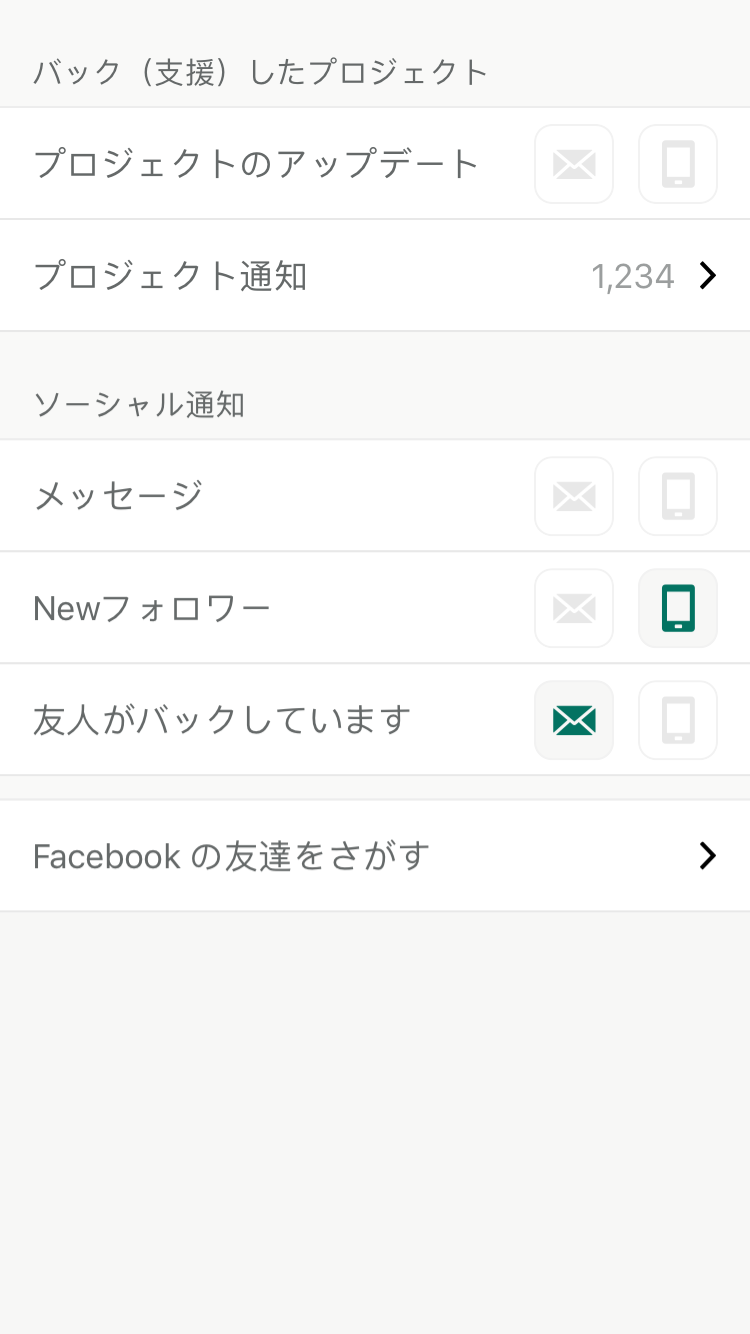 バック（支援）したプロジェクト
プロジェクトのアップデート
プロジェクト通知 1,234
ソーシャル通知
メッセージ
Newフォロワー
友人がバックしています
Facebook の友達をさがす